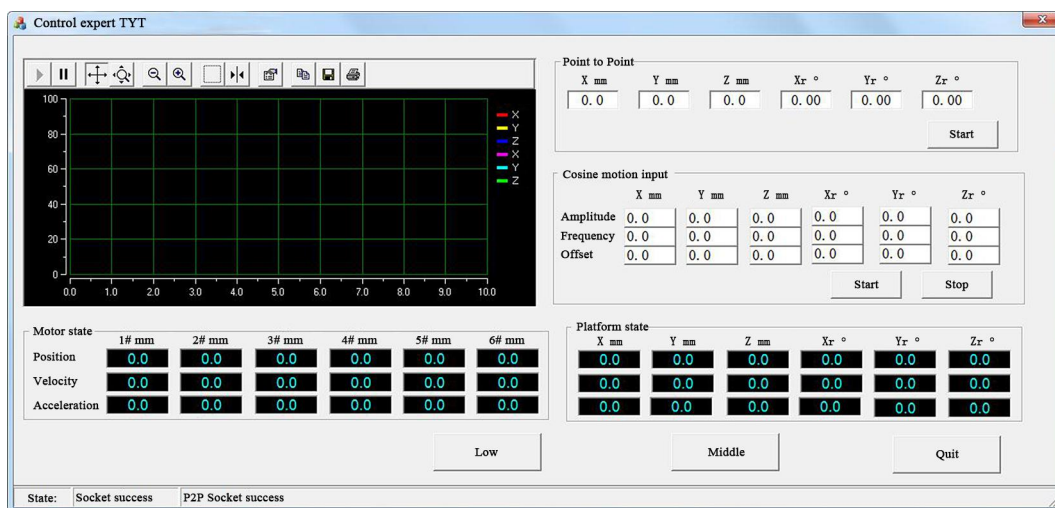 Control expert TYT
100
80
60
40
20
0
0.0 1.0 2.0 3.0 4.0 5.0 6.0 7.0 8.0 9.0 10.0
X
Y
Z
X
Y
Z
Point to Point
X mm Y mm Z mm Xr ° Yr ° Zr °
0.0 0.0 0.0 0.00 0.00 0.00
Start
Cosine motion input
X mm Y mm Z mm Xr ° Yr ° Zr °
Amplitude 0.0 0.0 0.0 0.0 0.0 0.0
Frequency 0.0 0.0 0.0 0.0 0.0 0.0
Offset 0.0 0.0 0.0 0.0 0.0 0.0
Start Stop
Motor state
1# mm 2# mm 3# mm 4# mm 5# mm 6# mm
Position 0.0 0.0 0.0 0.0 0.0 0.0
Velocity 0.0 0.0 0.0 0.0 0.0 0.0
Acceleration 0.0 0.0 0.0 0.0 0.0 0.0
Platform state
X mm Y mm Z mm Xr ° Yr ° Zr °
0.0 0.0 0.0 0.0 0.0 0.0
0.0 0.0 0.0 0.0 0.0 0.0
0.0 0.0 0.0 0.0 0.0 0.0
Low Middle Quit
State: Socket success P2P Socket success